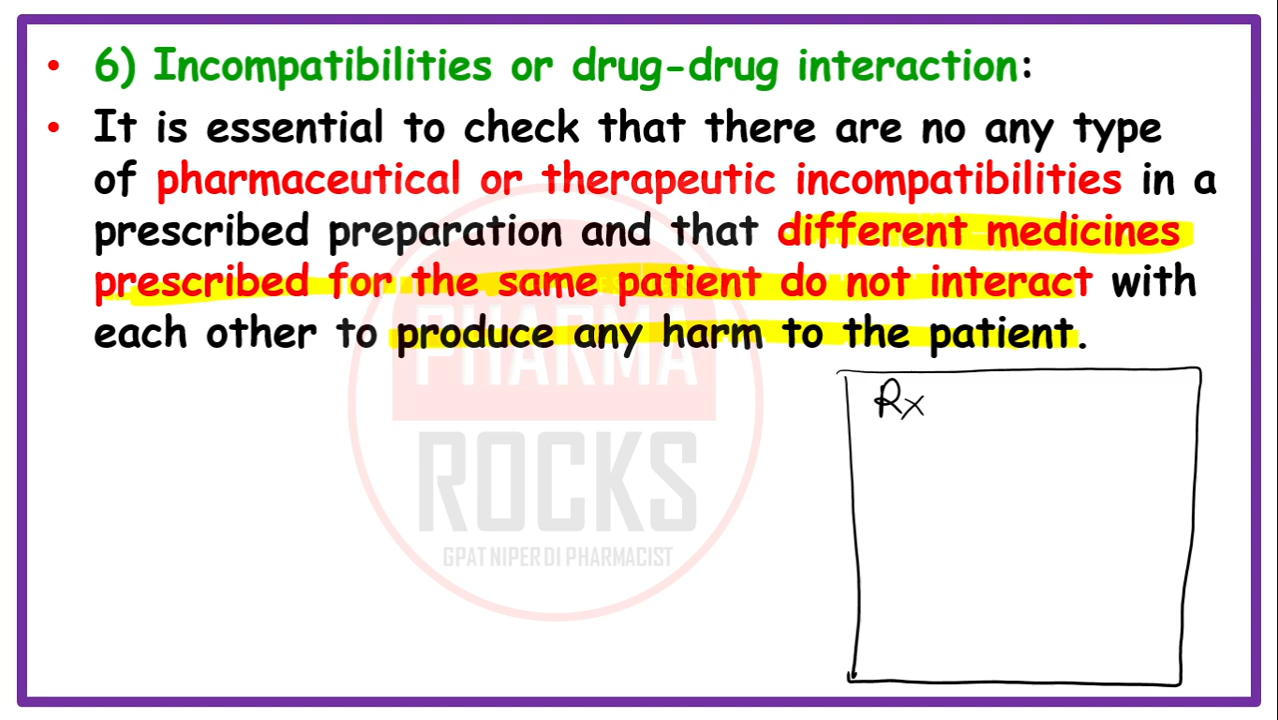 • 6) Incompatibilities or drug-drug interaction:
• It is essential to check that there are no any type
of pharmaceutical or therapeutic incompatibilities in a
prescribed preparation and that different medicines
prescribed for the same patient do not interact with
each other to produce any harm to the patient.
Rx
PHARMA
ROCKS
GPAT NIPER DI PHARMACIST